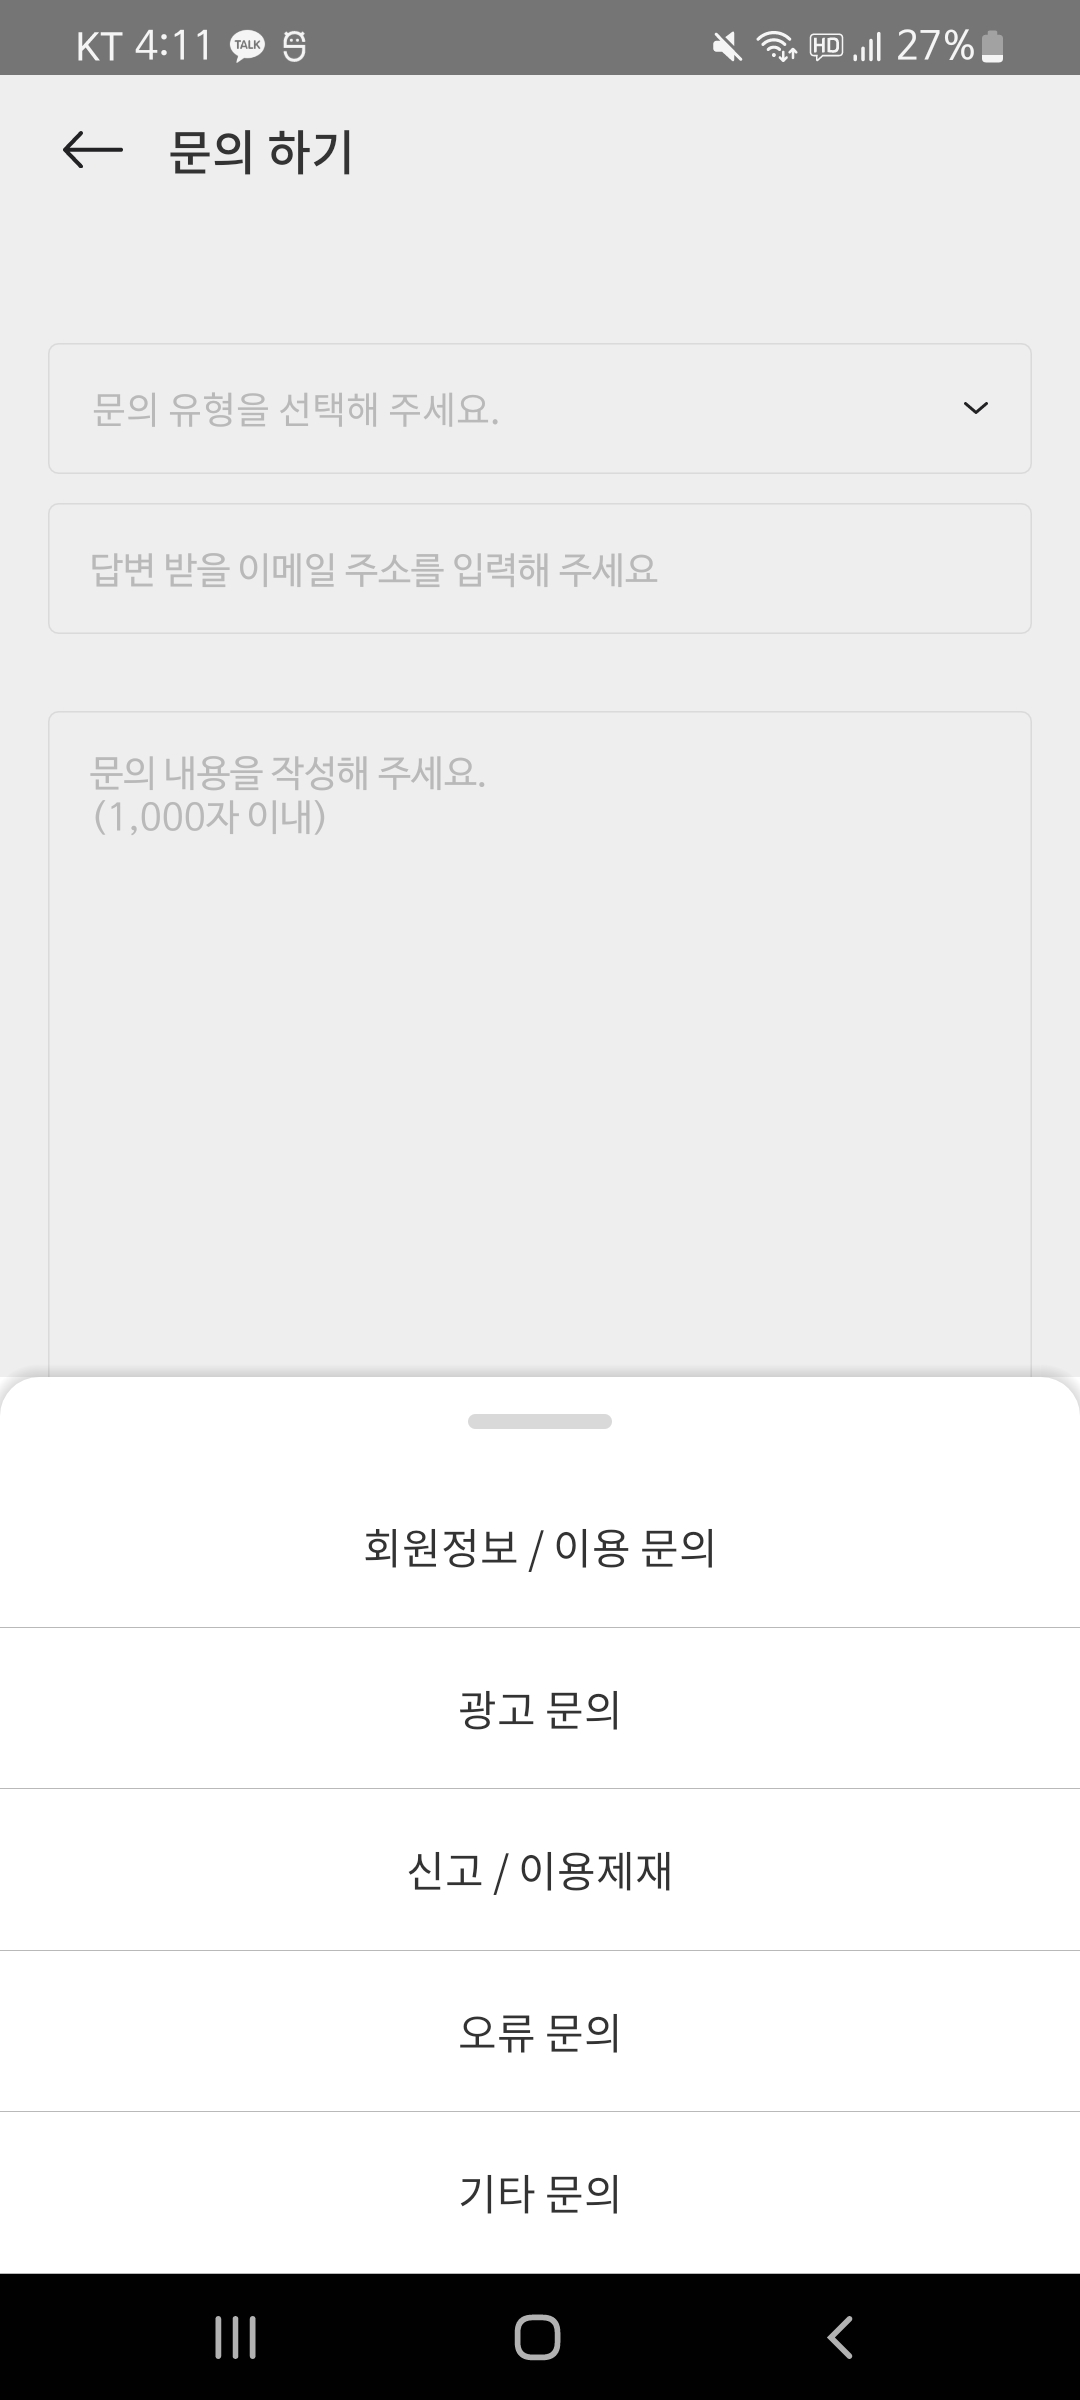 KT 4:11 TALK HD 27%
문의 하기
문의 유형을 선택해 주세요.
답변 받을 이메일 주소를 입력해 주세요
문의 내용을 작성해 주세요.
(1,000자 이내)
회원정보 / 이용 문의
광고 문의
신고 / 이용제재
오류 문의
기타 문의